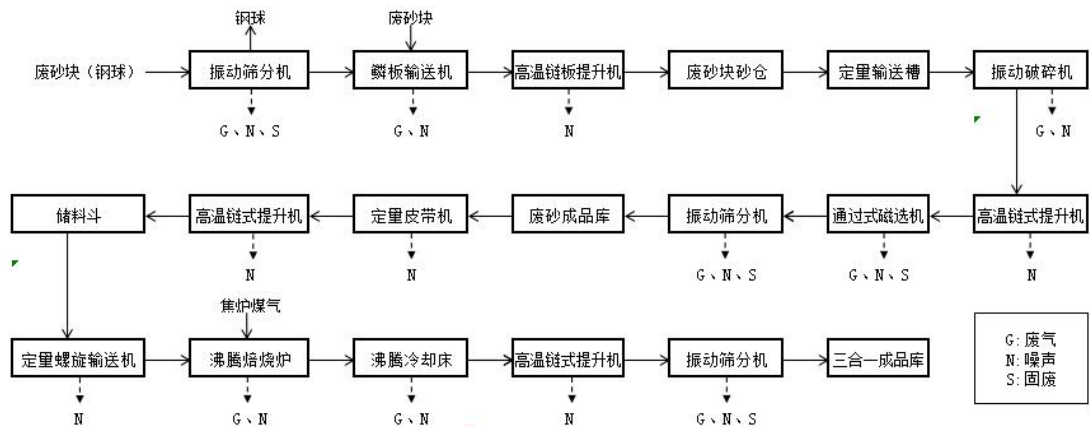 钢球
废砂块
废砂块（钢球）
振动筛分机
鳞板输送机
高温链板提升机
废砂块砂仓
定量输送槽
振动破碎机
G、N、S
G、N
N
G、N
储料斗
高温链式提升机
定量皮带机
废砂成品库
振动筛分机
通过式磁选机
高温链式提升机
N
N
G、N、S
G、N、S
N
焦炉煤气
定量螺旋输送机
沸腾焙烧炉
沸腾冷却床
高温链式提升机
振动筛分机
三合一成品库
G:废气
N:噪声
S:固废
N
G、N
G、N
N
G、N、S